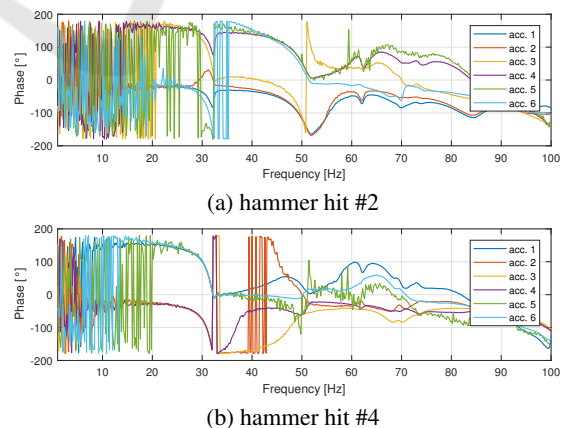 200
100
0
-100
-200
Phase [°]
10 20 30 40 50 60 70 80 90 100
Frequency [Hz]
acc. 1
acc. 2
acc. 3
acc. 4
acc. 5
acc. 6
(a) hammer hit #2
200
100
0
-100
-200
Phase [°]
10 20 30 40 50 60 70 80 90 100
Frequency [Hz]
acc. 1
acc. 2
acc. 3
acc. 4
acc. 5
acc. 6
(b) hammer hit #4